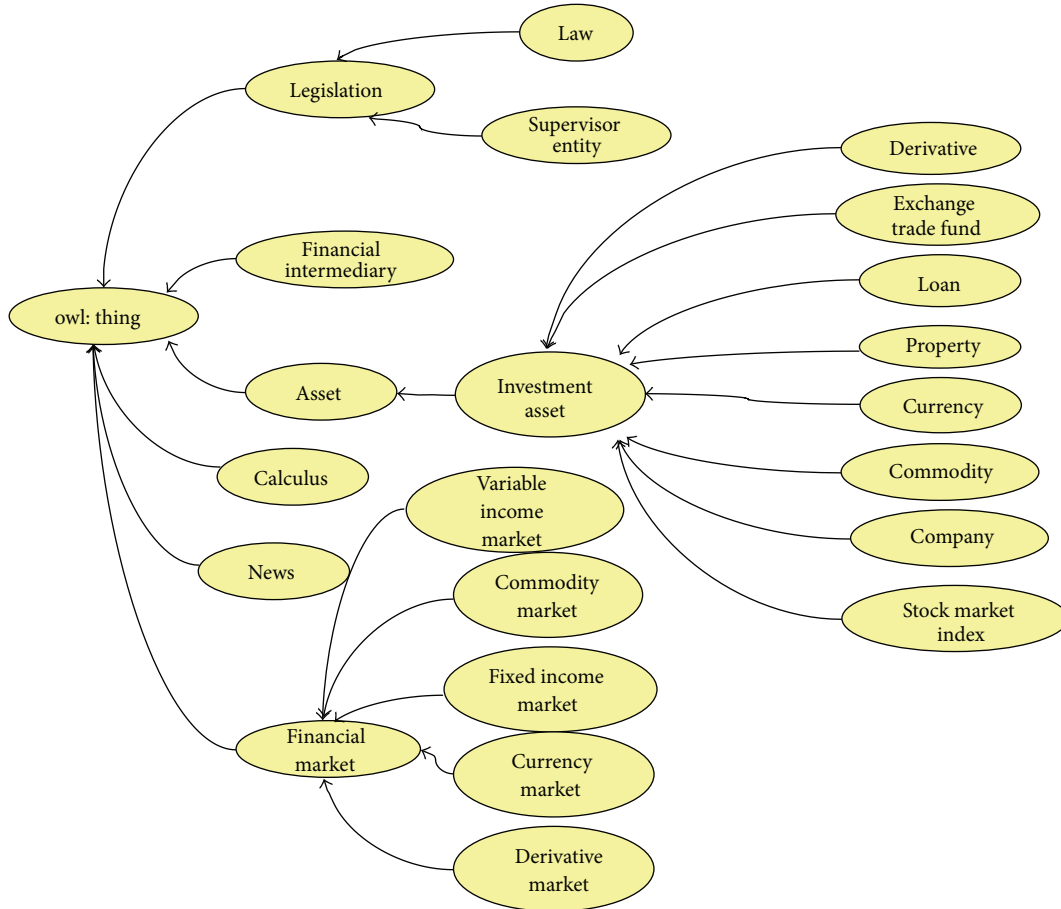 Law
Legislation
Supervisor
entity
Derivative
Exchange
trade fund
Financial
intermediary
Loan
owl: thing
Property
Asset
Investment
asset
Currency
Calculus
Commodity
Variable
income
market
Company
News
Commodity
market
Stock market
index
Fixed income
market
Financial
market
Currency
market
Derivative
market